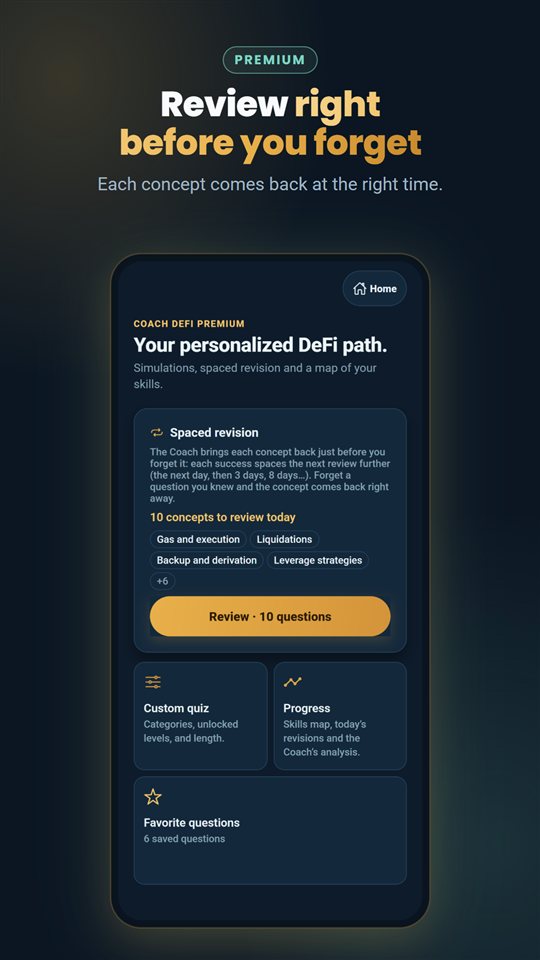 PREMIUM
Review right
before you forget
Each concept comes back at the right time.
Home
COACH DEFI PREMIUM
Your personalized DeFi path.
Simulations, spaced revision and a map of your
skills.
Spaced revision
The Coach brings each concept back just before you
forget it: each success spaces the next review further
(the next day, then 3 days, 8 days...). Forget a
question you knew and the concept comes back right
away.
10 concepts to review today
Gas and execution
Liquidations
Backup and derivation
Leverage strategies
+6
Review · 10 questions
Custom quiz
Categories, unlocked
levels, and length.
Progress
Skills map, today's
revisions and the
Coach's analysis.
Favorite questions
6 saved questions